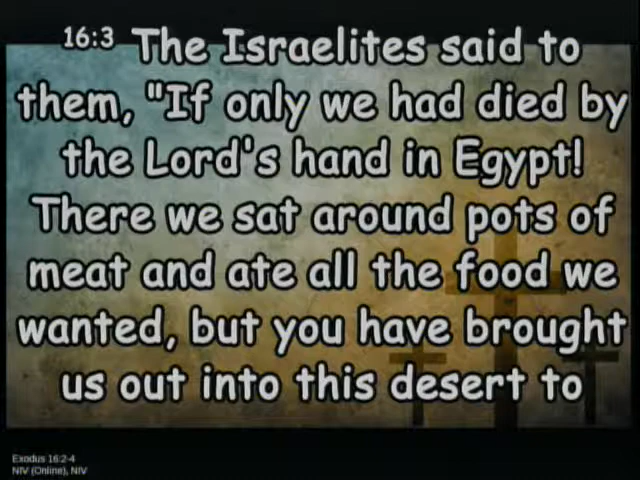 16:3 The Israelites said to
them, "If only we had died by
the Lord's hand in Egypt!
There we sat around pots of
meat and ate all the food we
wanted, but you have brought
us out into this desert to
Exodus 16:2-4
NIV (Online), NIV